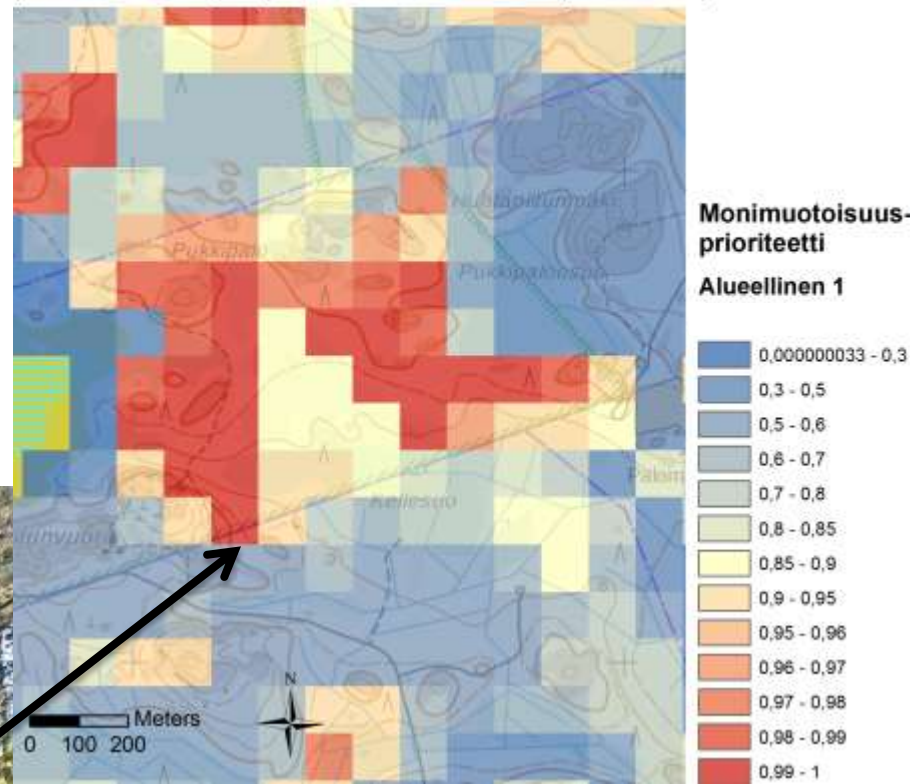 Pukkipalo
Pukkipalonsuo
Kellesuo
Paloin
N
Meters
0 100 200
Monimuotoisuus-
prioriteetti
Alueellinen 1
0,000000033 - 0,3
0,3 - 0,5
0,5 - 0,6
0,6 - 0,7
0,7 - 0,8
0,8 - 0,85
0,85 - 0,9
0,9 - 0,95
0,95 - 0,96
0,96 - 0,97
0,97 - 0,98
0,98 - 0,99
0,99 - 1